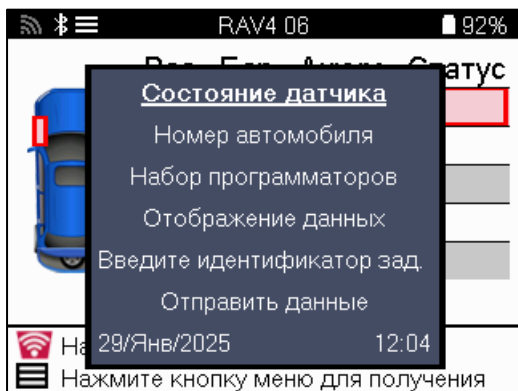 RAV4 06 92%
Статус
Состояние датчика
Номер автомобиля
Набор программаторов
Отображение данных
Введите идентификатор зад.
Отправить данные
29/Янв/2025 12:04
Нажмите кнопку меню для получения